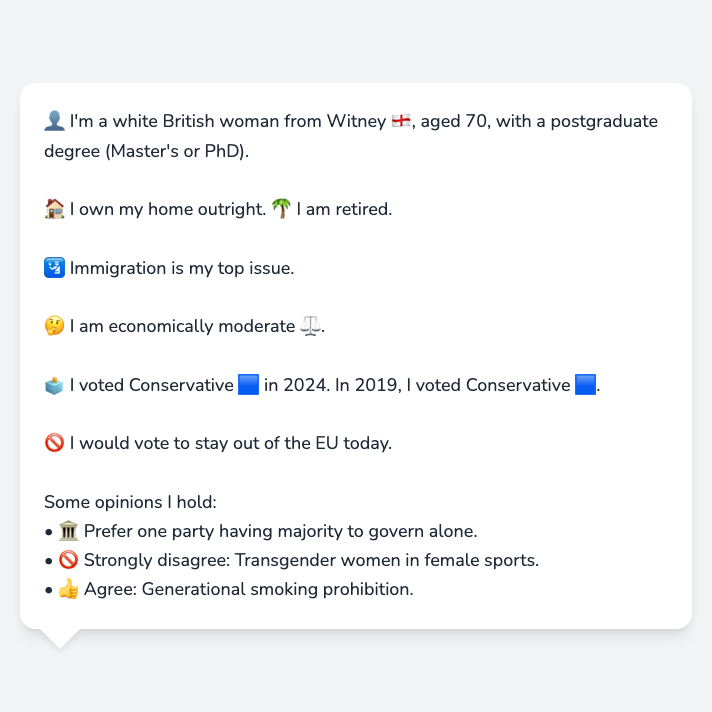 👤 I'm a white British woman from Witney 🏴󠁧󠁢󠁥󠁮󠁧󠁿, aged 70, with a postgraduate
degree (Master's or PhD).
🏠 I own my home outright. 🌴 I am retired.
🛂 Immigration is my top issue.
🤔 I am economically moderate ⚖️.
🗳️ I voted Conservative 🟦 in 2024. In 2019, I voted Conservative 🟦.
🚫 I would vote to stay out of the EU today.
Some opinions I hold:
• 🏛️ Prefer one party having majority to govern alone.
• 🚫 Strongly disagree: Transgender women in female sports.
• 👍 Agree: Generational smoking prohibition.